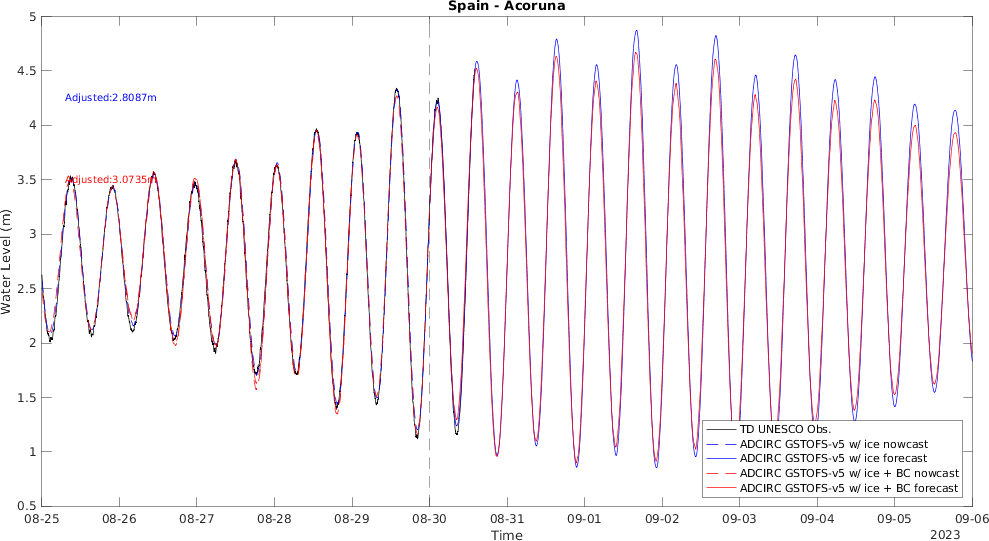 Spain - Acoruna
5
4.5
4
3.5
3
2.5
2
1.5
1
0.5
Water Level (m)
Adjusted:2.8087m
Adjusted:3.0735m
TD UNESCO Obs.
ADCIRC GSTOFS-v5 w/ ice nowcast
ADCIRC GSTOFS-v5 w/ ice forecast
ADCIRC GSTOFS-v5 w/ ice + BC nowcast
ADCIRC GSTOFS-v5 w/ ice + BC forecast
08-25 08-26 08-27 08-28 08-29 08-30 08-31 09-01 09-02 09-03 09-04 09-05 09-06
Time
2023